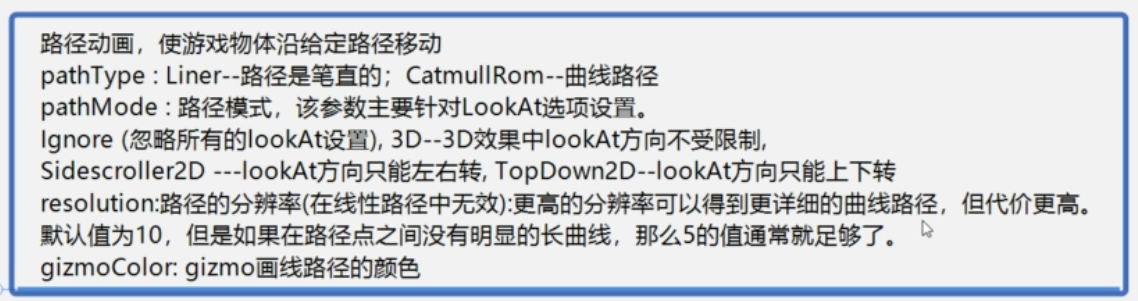 路径动画，使游戏物体沿给定路径移动
pathType : Liner--路径是笔直的；CatmullRom--曲线路径
pathMode : 路径模式，该参数主要针对LookAt选项设置。
Ignore (忽略所有的lookAt设置), 3D--3D效果中lookAt方向不受限制,
Sidescroller2D ---lookAt方向只能左右转, TopDown2D--lookAt方向只能上下转
resolution:路径的分辨率(在线性路径中无效):更高的分辨率可以得到更详细的曲线路径，但代价更高。
默认值为10，但是如果在路径点之间没有明显的长曲线，那么5的值通常就足够了。
gizmoColor: gizmo画线路径的颜色